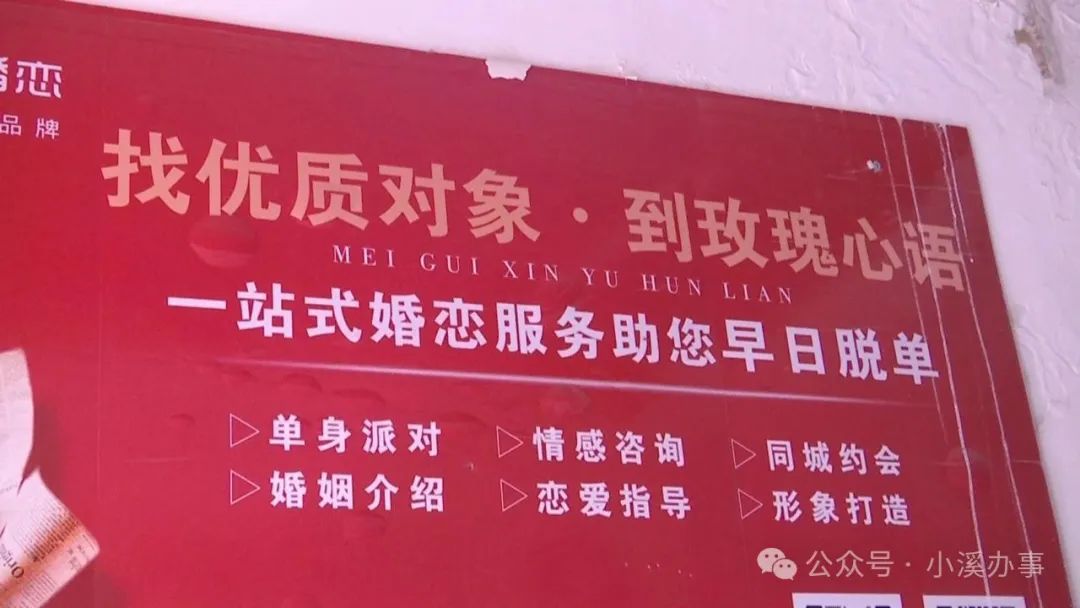 婚恋
品牌
找优质对象·到玫瑰心语
MEI GUI XIN YU HUN LIAN
一站式婚恋服务助您早日脱单
▷单身派对 ▷情感咨询 ▷同城约会
▷婚姻介绍 ▷恋爱指导 ▷形象打造
公众号·小溪办事